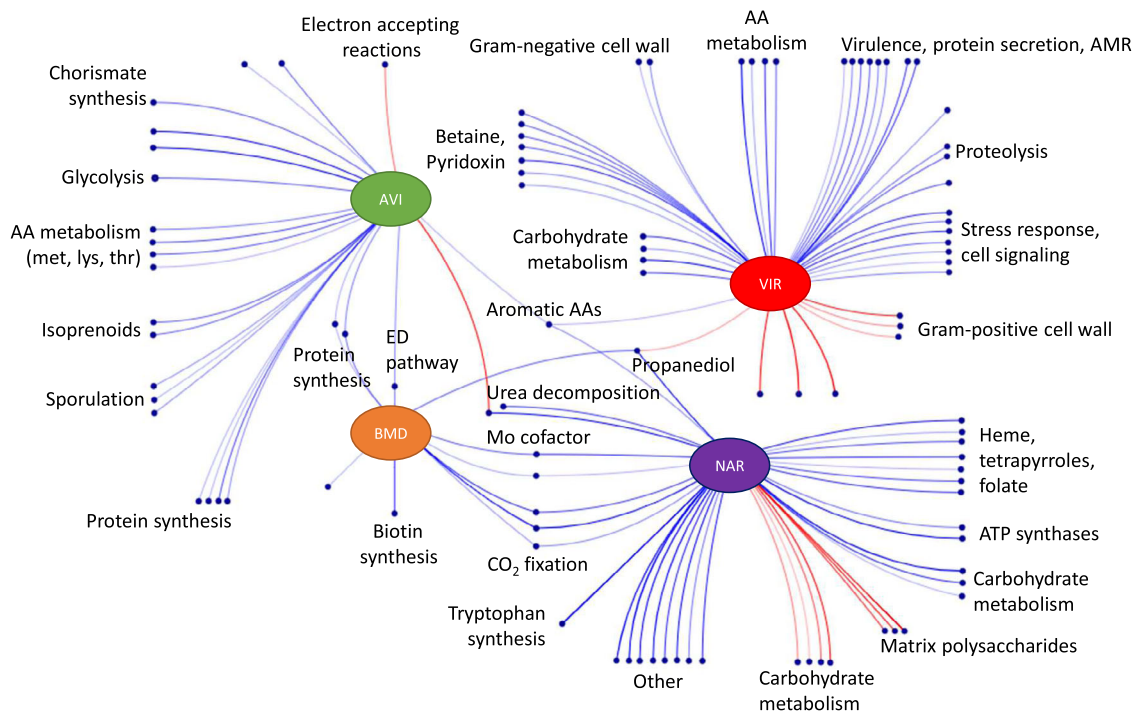 Electron accepting
reactions
Gram-negative cell wall
AA
metabolism
Virulence, protein secretion, AMR
Chorismate
synthesis
Betaine,
Pyridoxin
Proteolysis
Glycolysis
AVI
AA metabolism
(met, lys, thr)
Carbohydrate
metabolism
Stress response,
cell signaling
VIR
Isoprenoids
Aromatic AAs
Gram-positive cell wall
Protein
synthesis
ED
pathway
Propanediol
Sporulation
Urea decomposition
BMD
Mo cofactor
NAR
Heme,
tetrapyrroles,
folate
Protein synthesis
Biotin
synthesis
CO2 fixation
ATP synthases
Carbohydrate
metabolism
Tryptophan
synthesis
Matrix polysaccharides
Other
Carbohydrate
metabolism